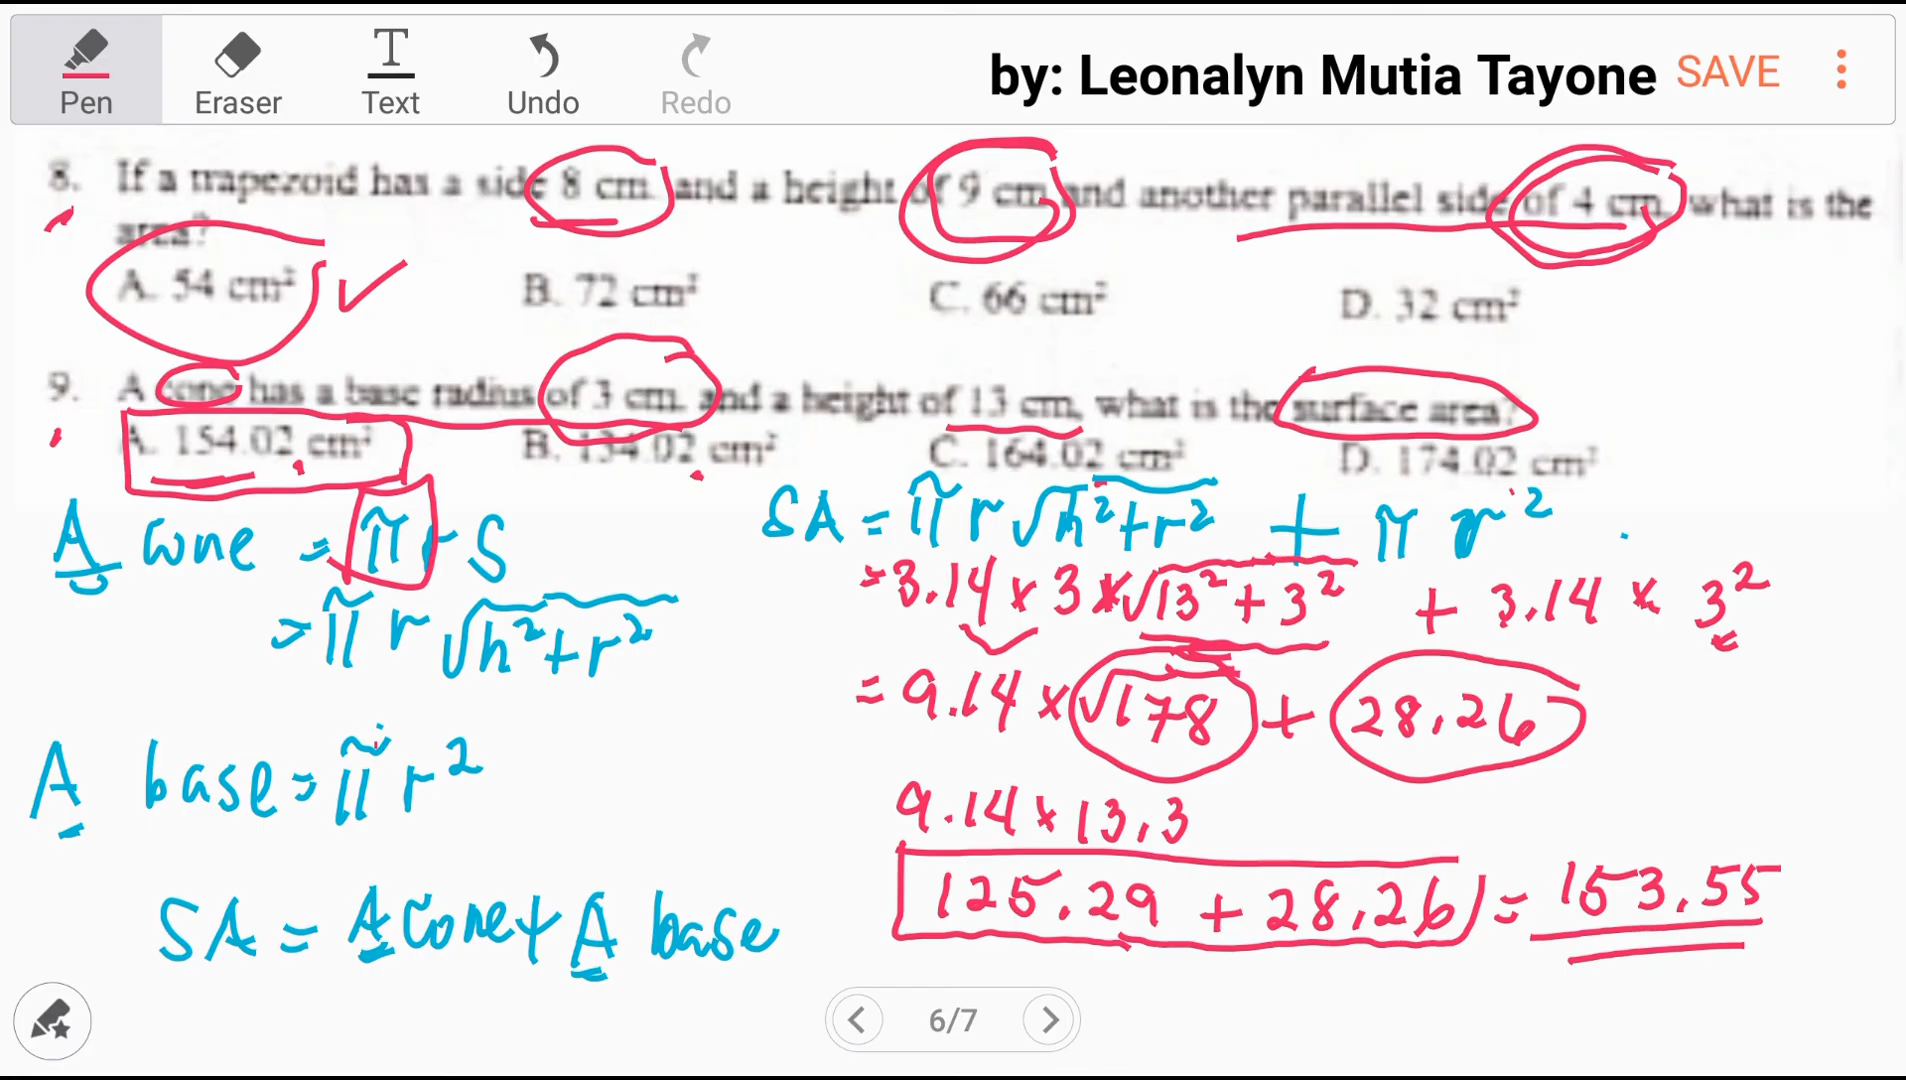 Pen Eraser Text Undo Redo by: Leonalyn Mutia Tayone SAVE
8. If a trapezoid has a side 8 cm. and a height of 9 cm and another parallel side of 4 cm, what is the
area?
A. 54 cm² B. 72 cm² C. 66 cm² D. 32 cm²
9. A cone has a base radius of 3 cm. and a height of 13 cm, what is the surface area?
A. 154.02 cm² B. 134.02 cm² C. 164.02 cm² D. 174.02 cm²
A cone = π r S
= π r √h²+r²
A base = π r²
SA = A cone + A base
SA = π r √h²+r² + π r²
= 3.14 x 3 x √13² + 3² + 3.14 x 3²
= 9.14 x √178 + 28.26
9.14 x 13.3
125.29 + 28.26 = 153.55
6/7